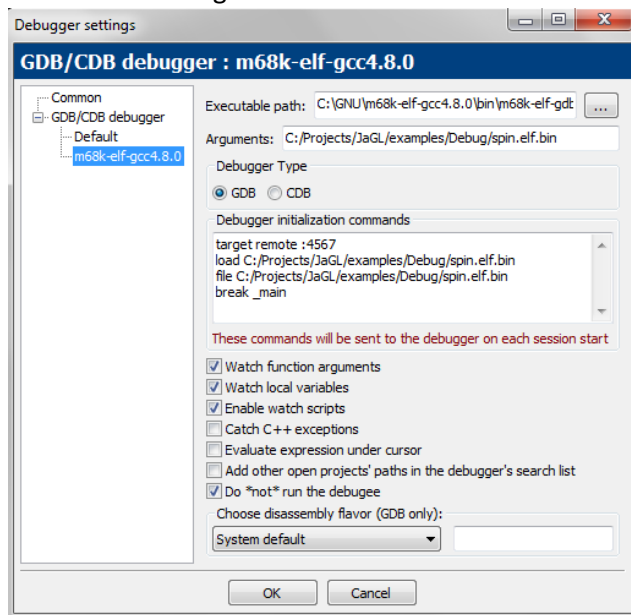 Debugger settings
GDB/CDB debugger : m68k-elf-gcc4.8.0
Common
GDB/CDB debugger
Default
m68k-elf-gcc4.8.0
Executable path: C:\GNU\m68k-elf-gcc4.8.0\bin\m68k-elf-gdb ...
Arguments: C:/Projects/JaGL/examples/Debug/spin.elf.bin
Debugger Type
GDB CDB
Debugger initialization commands
target remote :4567
load C:/Projects/JaGL/examples/Debug/spin.elf.bin
file C:/Projects/JaGL/examples/Debug/spin.elf.bin
break _main
These commands will be sent to the debugger on each session start
Watch function arguments
Watch local variables
Enable watch scripts
Catch C++ exceptions
Evaluate expression under cursor
Add other open projects' paths in the debugger's search list
Do *not* run the debugee
Choose disassembly flavor (GDB only):
System default
OK Cancel